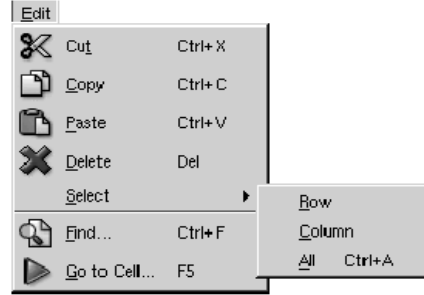 Edit
Cut Ctrl+X
Copy Ctrl+C
Paste Ctrl+V
Delete Del
Select
Find... Ctrl+F
Go to Cell... F5
Row
Column
All Ctrl+A